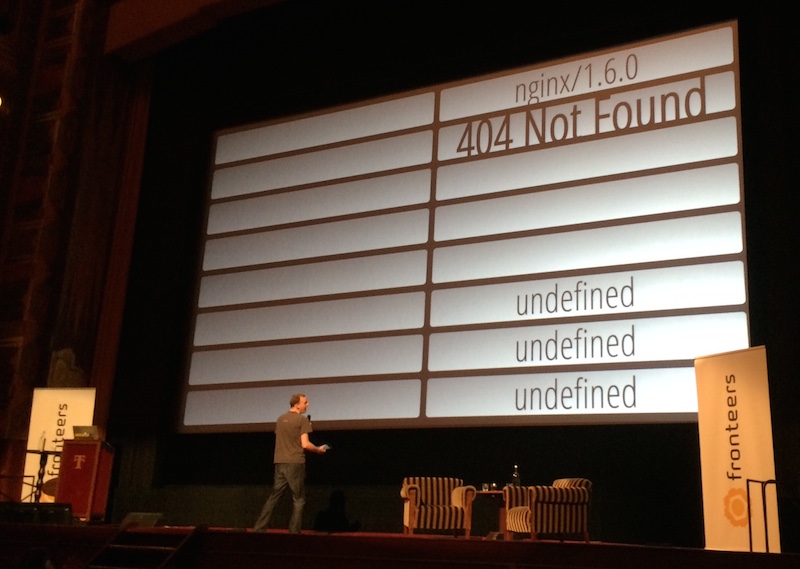 nginx/1.6.0
404 Not Found
undefined
undefined
undefined
fronteers
fronteers
T